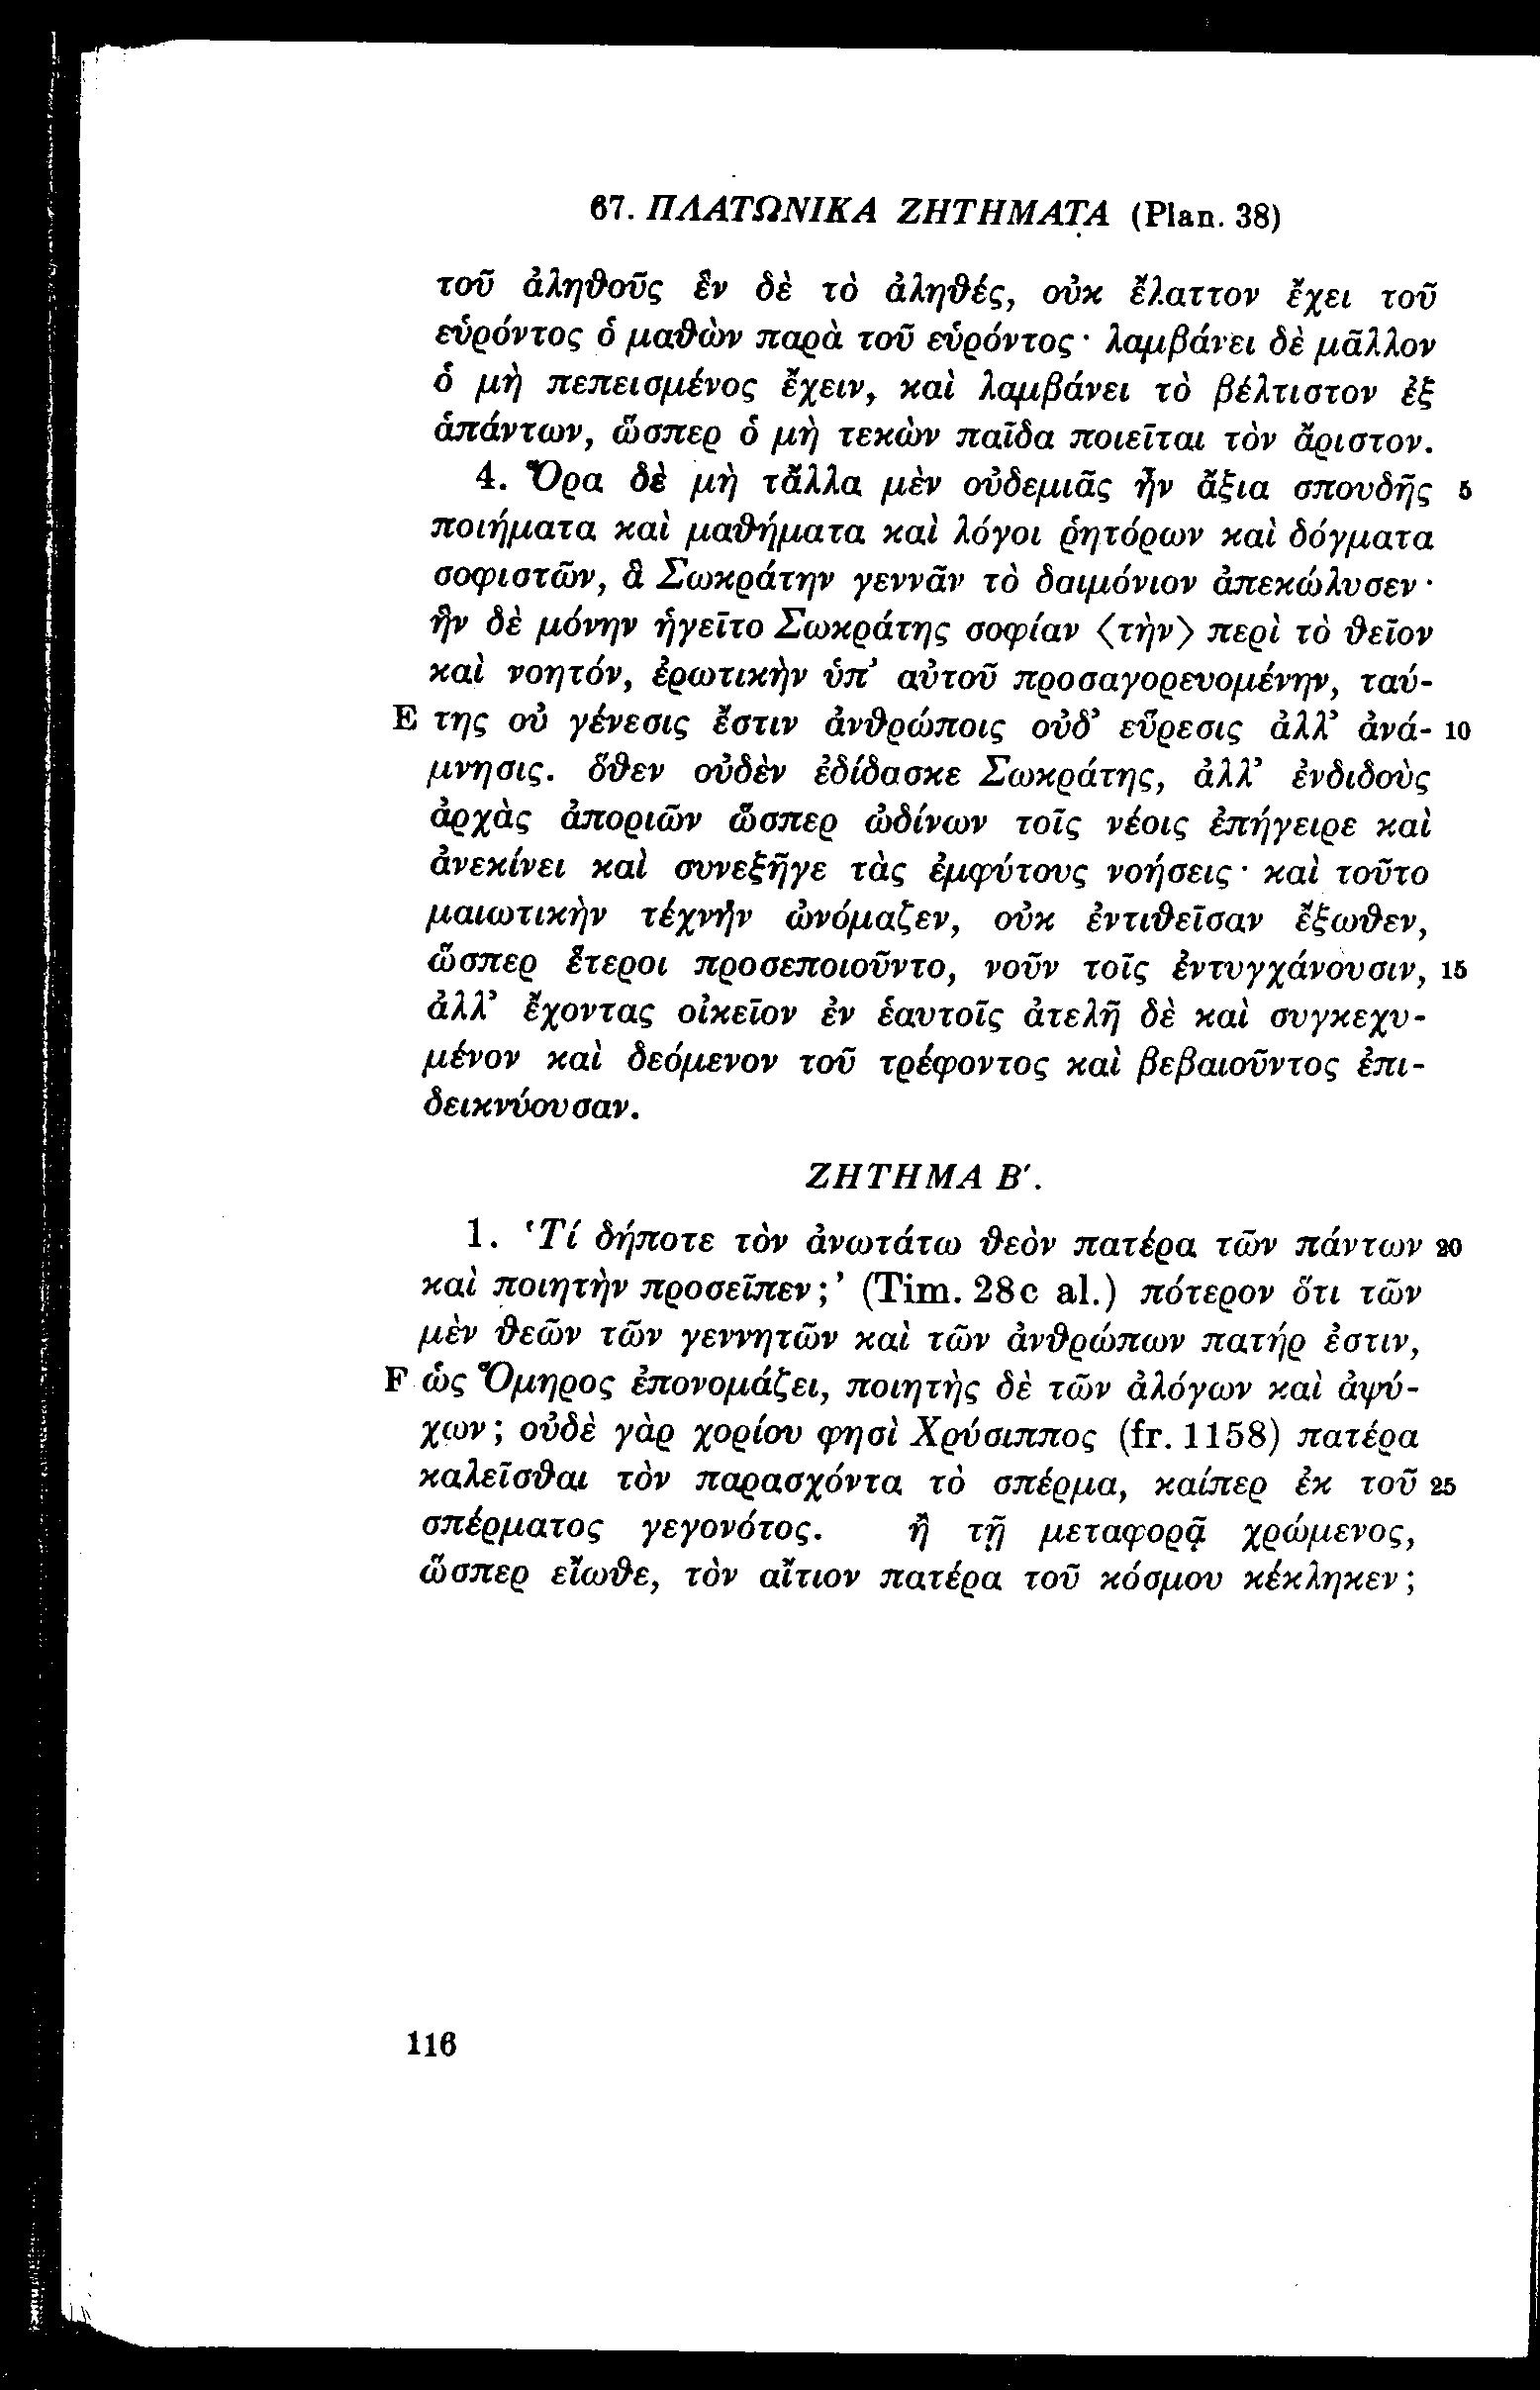 67. ΠΛΑΤΩΝΙΚΑ ΖΗΤΗΜΑΤΑ (Plan. 38)
τοῦ ἀληθοῦς ἓν δὲ τὸ ἀληθές, οὐκ ἔλαττον ἔχει τοῦ
εὑρόντος ὁ μαθὼν παρὰ τοῦ εὑρόντος· λαμβάνει δὲ μᾶλλον
ὁ μὴ πεπεισμένος ἔχειν, καὶ λαμβάνει τὸ βέλτιστον ἐξ
ἁπάντων, ὥσπερ ὁ μὴ τεκὼν παῖδα ποιεῖται τὸν ἄριστον.
4. Ὅρα δὲ μὴ τἄλλα μὲν οὐδεμιᾶς ἦν ἄξια σπουδῆς 5
ποιήματα καὶ μαθήματα καὶ λόγοι ῥητόρων καὶ δόγματα
σοφιστῶν, ἃ Σωκράτην γεννᾶν τὸ δαιμόνιον ἀπεκώλυσεν·
ἣν δὲ μόνην ἡγεῖτο Σωκράτης σοφίαν ⟨τὴν⟩ περὶ τὸ θεῖον
καὶ νοητόν, ἐρωτικὴν ὑπ’ αὐτοῦ προσαγορευομένην, ταύ-
E της οὐ γένεσις ἔστιν ἀνθρώποις οὐδ’ εὕρεσις ἀλλ’ ἀνά- 10
μνησις. ὅθεν οὐδὲν ἐδίδασκε Σωκράτης, ἀλλ’ ἐνδιδοὺς
ἀρχὰς ἀποριῶν ὥσπερ ὠδίνων τοῖς νέοις ἐπήγειρε καὶ
ἀνεκίνει καὶ συνεξῆγε τὰς ἐμφύτους νοήσεις· καὶ τοῦτο
μαιωτικὴν τέχνην ὠνόμαζεν, οὐκ ἐντιθεῖσαν ἔξωθεν,
ὥσπερ ἕτεροι προσεποιοῦντο, νοῦν τοῖς ἐντυγχάνουσιν, 15
ἀλλ’ ἔχοντας οἰκεῖον ἐν ἑαυτοῖς ἀτελῆ δὲ καὶ συγκεχυ-
μένον καὶ δεόμενον τοῦ τρέφοντος καὶ βεβαιοῦντος ἐπι-
δεικνύουσαν.
ΖΗΤΗΜΑ Β′.
1. ‘Τί δήποτε τὸν ἀνωτάτω θεὸν πατέρα τῶν πάντων 20
καὶ ποιητὴν προσεῖπεν;’ (Tim. 28c al.) πότερον ὅτι τῶν
μὲν θεῶν τῶν γεννητῶν καὶ τῶν ἀνθρώπων πατήρ ἐστιν,
F ὡς Ὅμηρος ἐπονομάζει, ποιητὴς δὲ τῶν ἀλόγων καὶ ἀψύ-
χων; οὐδὲ γὰρ χορίου φησὶ Χρύσιππος (fr. 1158) πατέρα
καλεῖσθαι τὸν παρασχόντα τὸ σπέρμα, καίπερ ἐκ τοῦ 25
σπέρματος γεγονότος. ἢ τῇ μεταφορᾷ χρώμενος,
ὥσπερ εἴωθε, τὸν αἴτιον πατέρα τοῦ κόσμου κέκληκεν;
116